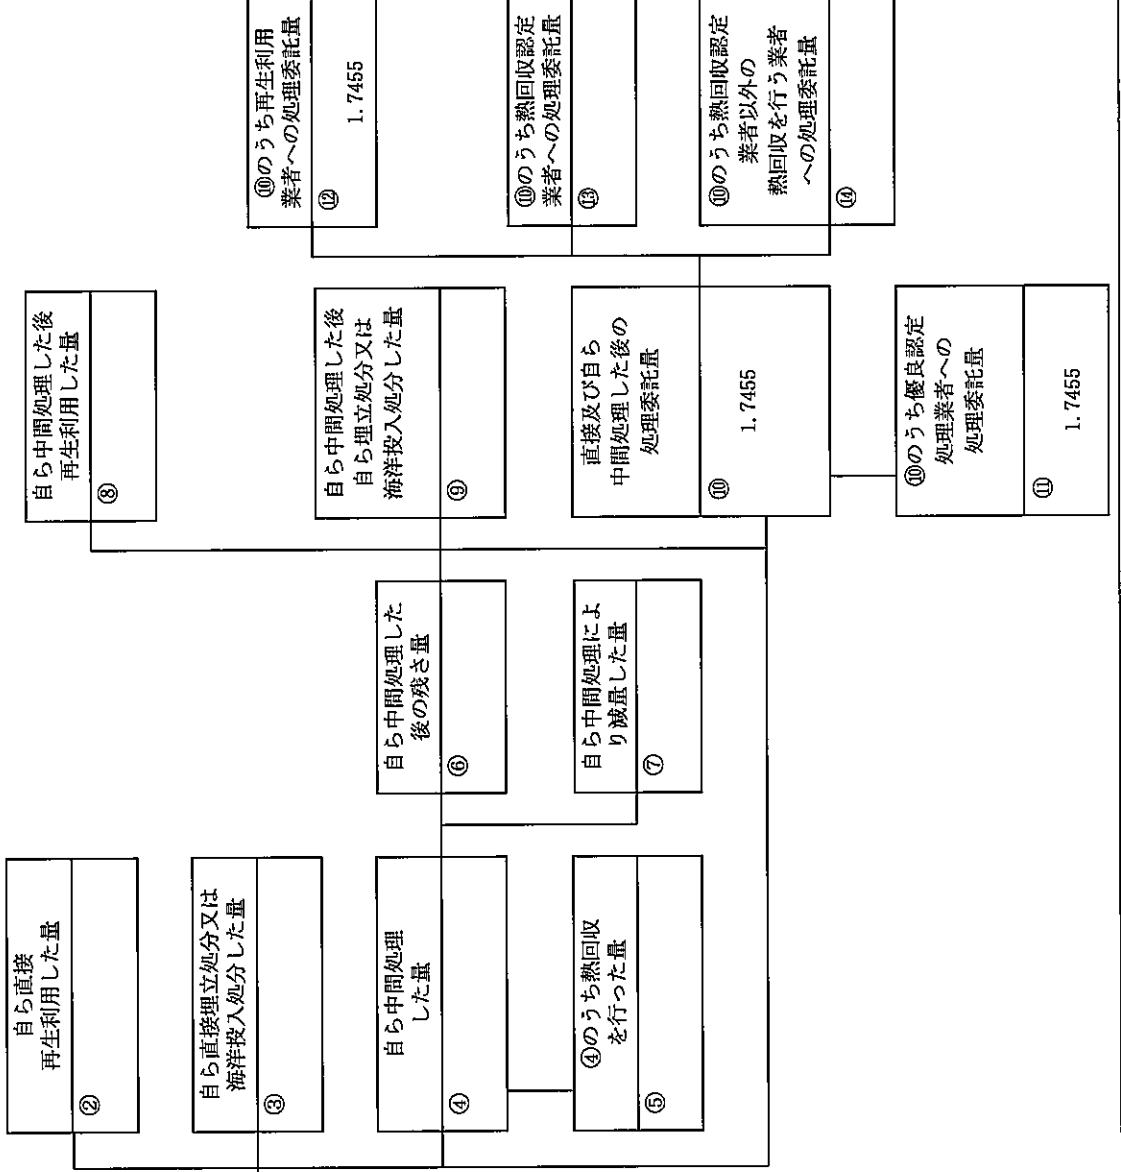 自ら直接
再生利用した量
②
自ら直接埋立処分又は
海洋投入処分した量
③
自ら中間処理
した量
④
④のうち熱回収
を行った量
⑤
自ら中間処理した
後の残さ量
⑥
自ら中間処理によ
り減量した量
⑦
自ら中間処理した後
再生利用した量
⑧
自ら中間処理した後
自ら埋立処分又は
海洋投入処分した量
⑨
直接及び自ら
中間処理した後の
処理委託量
⑩
1.7455
⑩のうち優良認定
処理業者への
処理委託量
⑪
1.7455
⑩のうち再生利用
業者への処理委託量
⑫
1.7455
⑩のうち熱回収認定
業者への処理委託量
⑬
⑩のうち熱回収認定
業者以外の
熱回収を行う業者
への処理委託量
⑭